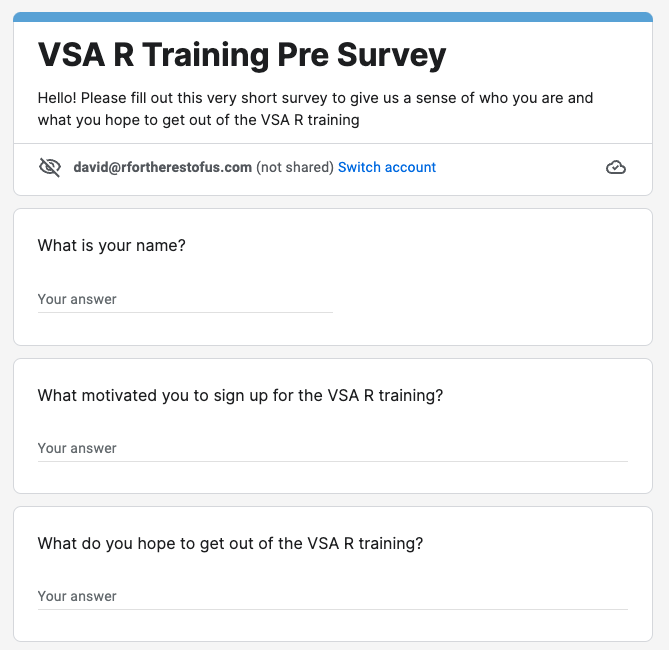 VSA R Training Pre Survey
Hello! Please fill out this very short survey to give us a sense of who you are and
what you hope to get out of the VSA R training
david@rfortherestofus.com (not shared) Switch account
What is your name?
Your answer
What motivated you to sign up for the VSA R training?
Your answer
What do you hope to get out of the VSA R training?
Your answer